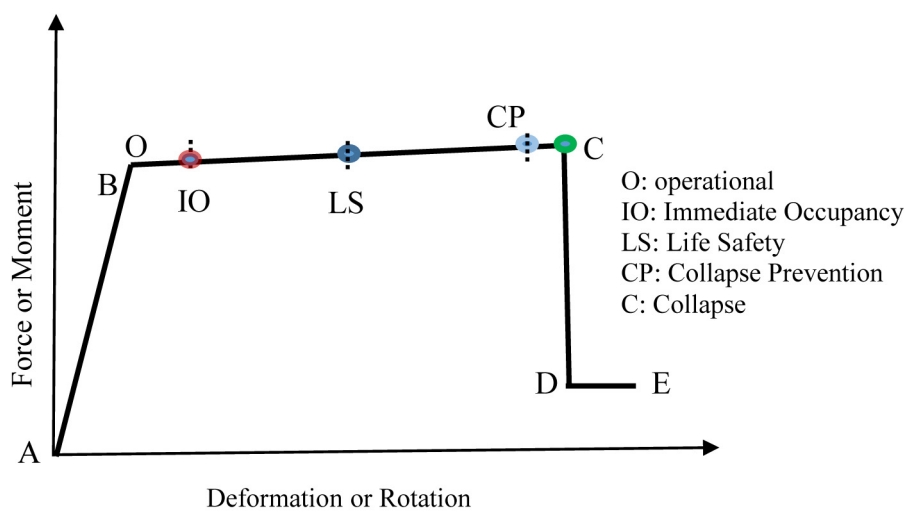 CP
O
C
B
IO
LS
O: operational
IO: Immediate Occupancy
LS: Life Safety
CP: Collapse Prevention
C: Collapse
Force or Moment
D
E
A
Deformation or Rotation